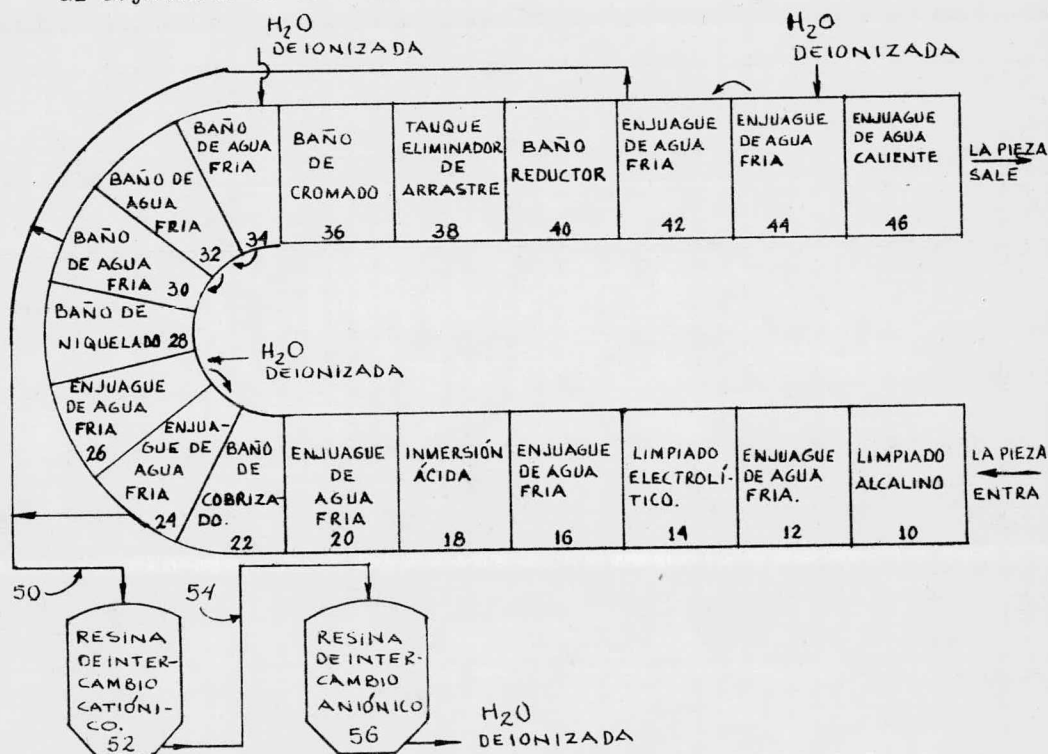 H2O
DEIONIZADA
H2O
DEIONIZADA
BAÑO
DE AGUA
FRIA
34
BAÑO
DE
CROMADO
36
TANQUE
ELIMINADOR
DE
ARRASTRE
38
BAÑO
REDUCTOR
40
ENJUAGUE
DE AGUA
FRIA
42
ENJUAGUE
DE AGUA
FRIA
44
ENJUAGUE
DE AGUA
CALIENTE
46
LA PIEZA
SALE
BAÑO DE
AGUA
FRIA
32
BAÑO
DE AGUA
FRIA
30
BAÑO DE
NIQUELADO 28
H2O
DEIONIZADA
ENJUAGUE
DE AGUA
FRIA
26
ENJUA-
GUE DE
AGUA
FRIA
24
BAÑO
DE
COBRIZA-
DO.
22
ENJUAGUE
DE
AGUA
FRIA
20
INMERSIÓN
ÁCIDA
18
ENJUAGUE
DE AGUA
FRIA
16
LIMPIADO
ELECTROLÍ-
TICO.
14
ENJUAGUE
DE AGUA
FRIA.
12
LIMPIADO
ALCALINO
10
LA PIEZA
ENTRA
50
54
RESINA
DE INTER-
CAMBIO
CATIÓNI-
CO.
52
RESINA
DE INTER-
CAMBIO
ANIÓNICO
56
H2O
DEIONIZADA